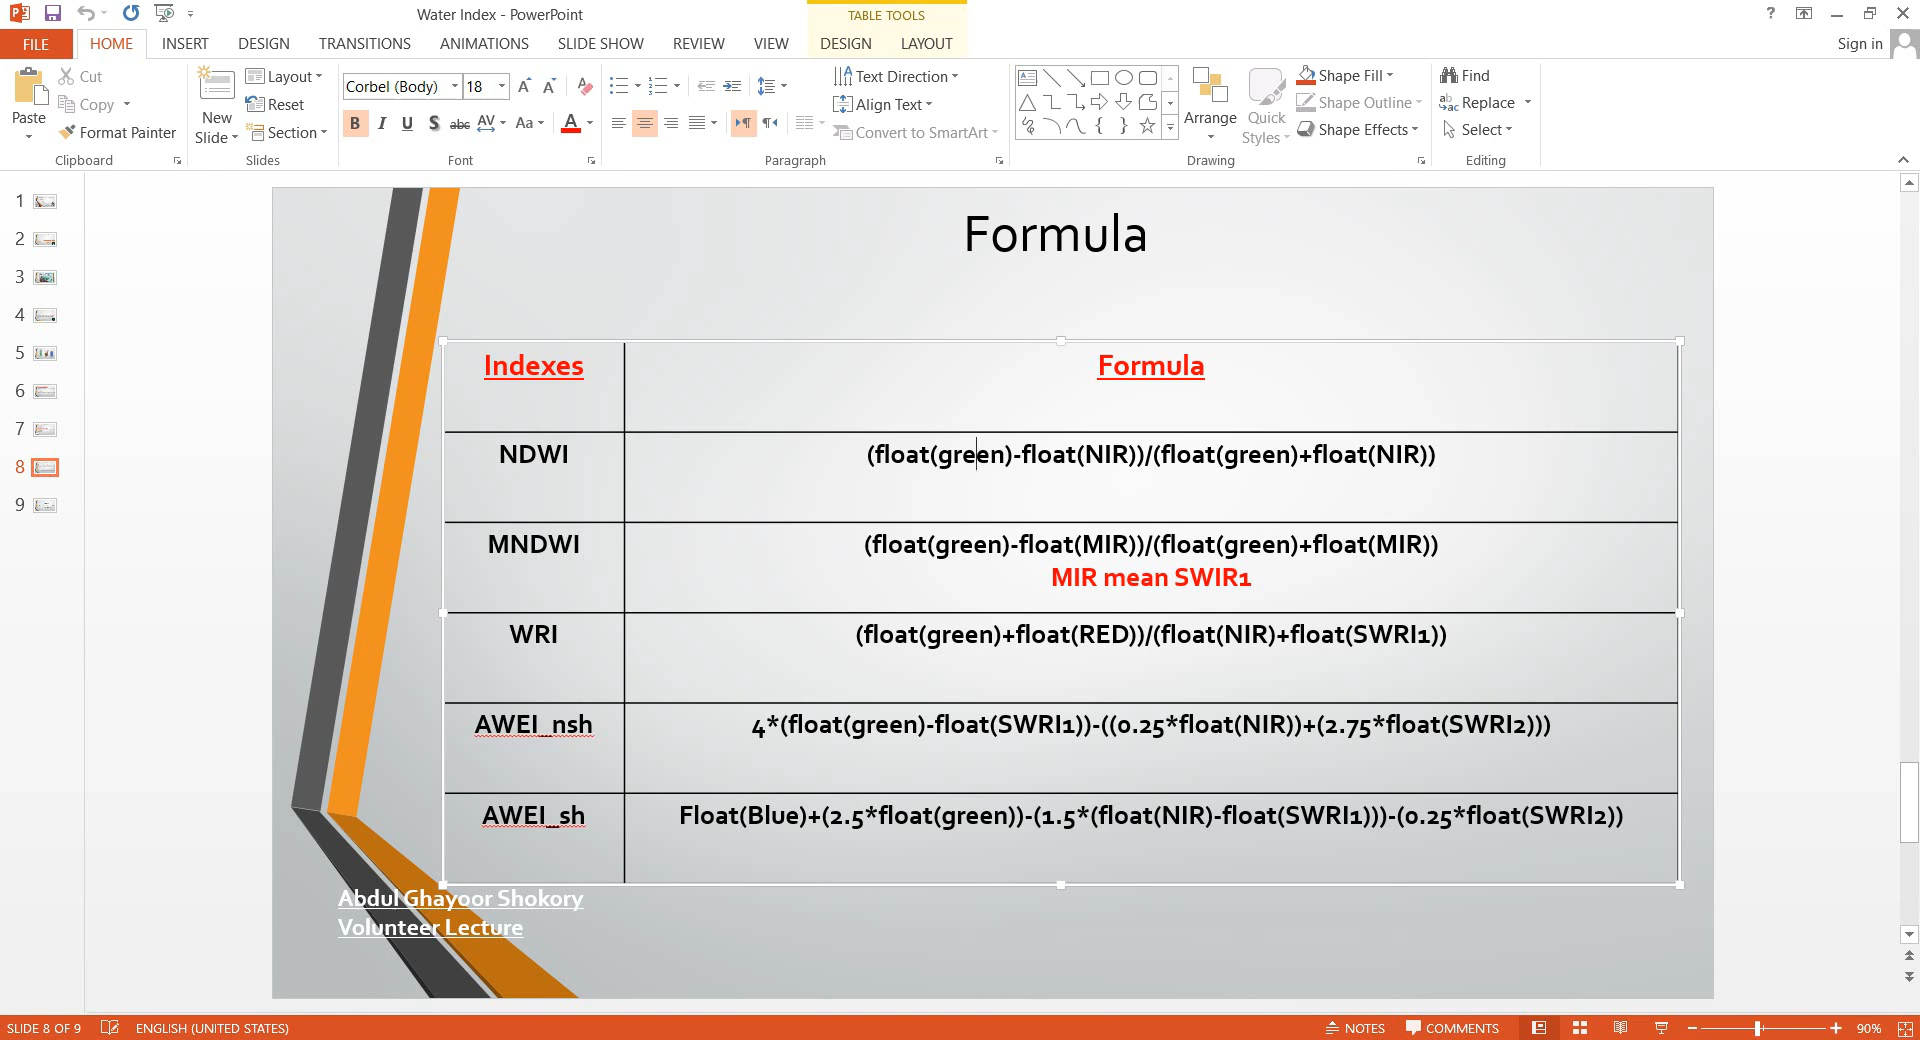 Water Index - PowerPoint
TABLE TOOLS
?
FILE
HOME
INSERT
DESIGN
TRANSITIONS
ANIMATIONS
SLIDE SHOW
REVIEW
VIEW
DESIGN
LAYOUT
Sign in
Paste
Cut
Copy
Format Painter
Clipboard
New
Slide
Layout
Reset
Section
Slides
Corbel (Body)
18
B I U S abc AV Aa A
Font
Text Direction
Align Text
Convert to SmartArt
Paragraph
Arrange
Quick
Styles
Shape Fill
Shape Outline
Shape Effects
Drawing
Find
Replace
Select
Editing
1
2
3
4
5
6
7
8
9
Formula
Indexes
Formula
NDWI
(float(green)-float(NIR))/(float(green)+float(NIR))
MNDWI
(float(green)-float(MIR))/(float(green)+float(MIR))
MIR mean SWIR1
WRI
(float(green)+float(RED))/(float(NIR)+float(SWRI1))
AWEI_nsh
4*(float(green)-float(SWRI1))-((0.25*float(NIR))+(2.75*float(SWRI2)))
AWEI_sh
Float(Blue)+(2.5*float(green))-(1.5*(float(NIR)-float(SWRI1)))-(0.25*float(SWRI2))
Abdul Ghayoor Shokory
Volunteer Lecture
SLIDE 8 OF 9
ENGLISH (UNITED STATES)
NOTES
COMMENTS
90%